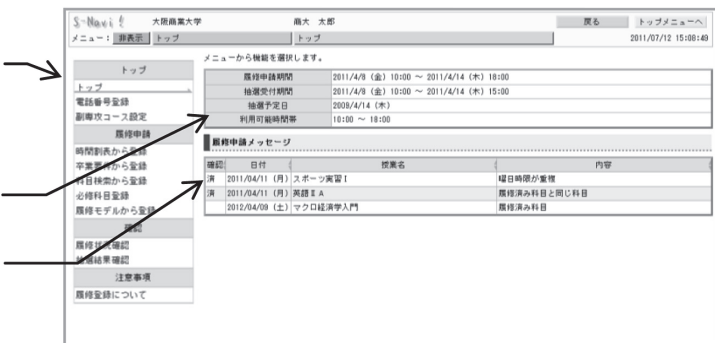 S-Navi! 大阪商業大学 商大 太郎 戻る トップメニューへ
メニュー: 非表示 トップ トップ 2011/07/12 15:08:49
メニューから機能を選択します。
トップ
トップ
電話番号登録
副専攻コース設定
履修申請
時間割表から登録
卒業要件から登録
科目検索から登録
必修科目登録
履修モデルから登録
確認
履修状況確認
抽選結果確認
注意事項
履修登録について
履修申請期間 2011/4/8 (金) 10:00 ～ 2011/4/14 (木) 18:00
抽選受付期間 2011/4/8 (金) 10:00 ～ 2011/4/14 (木) 15:00
抽選予定日 2009/4/14 (木)
利用可能時間帯 10:00 ～ 18:00
履修申請メッセージ
確認 日付 授業名 内容
済 2011/04/11 (月) スポーツ実習Ⅰ 曜日時限が重複
済 2011/04/11 (月) 英語ⅡA 履修済み科目と同じ科目
2012/04/09 (土) マクロ経済学入門 履修済み科目